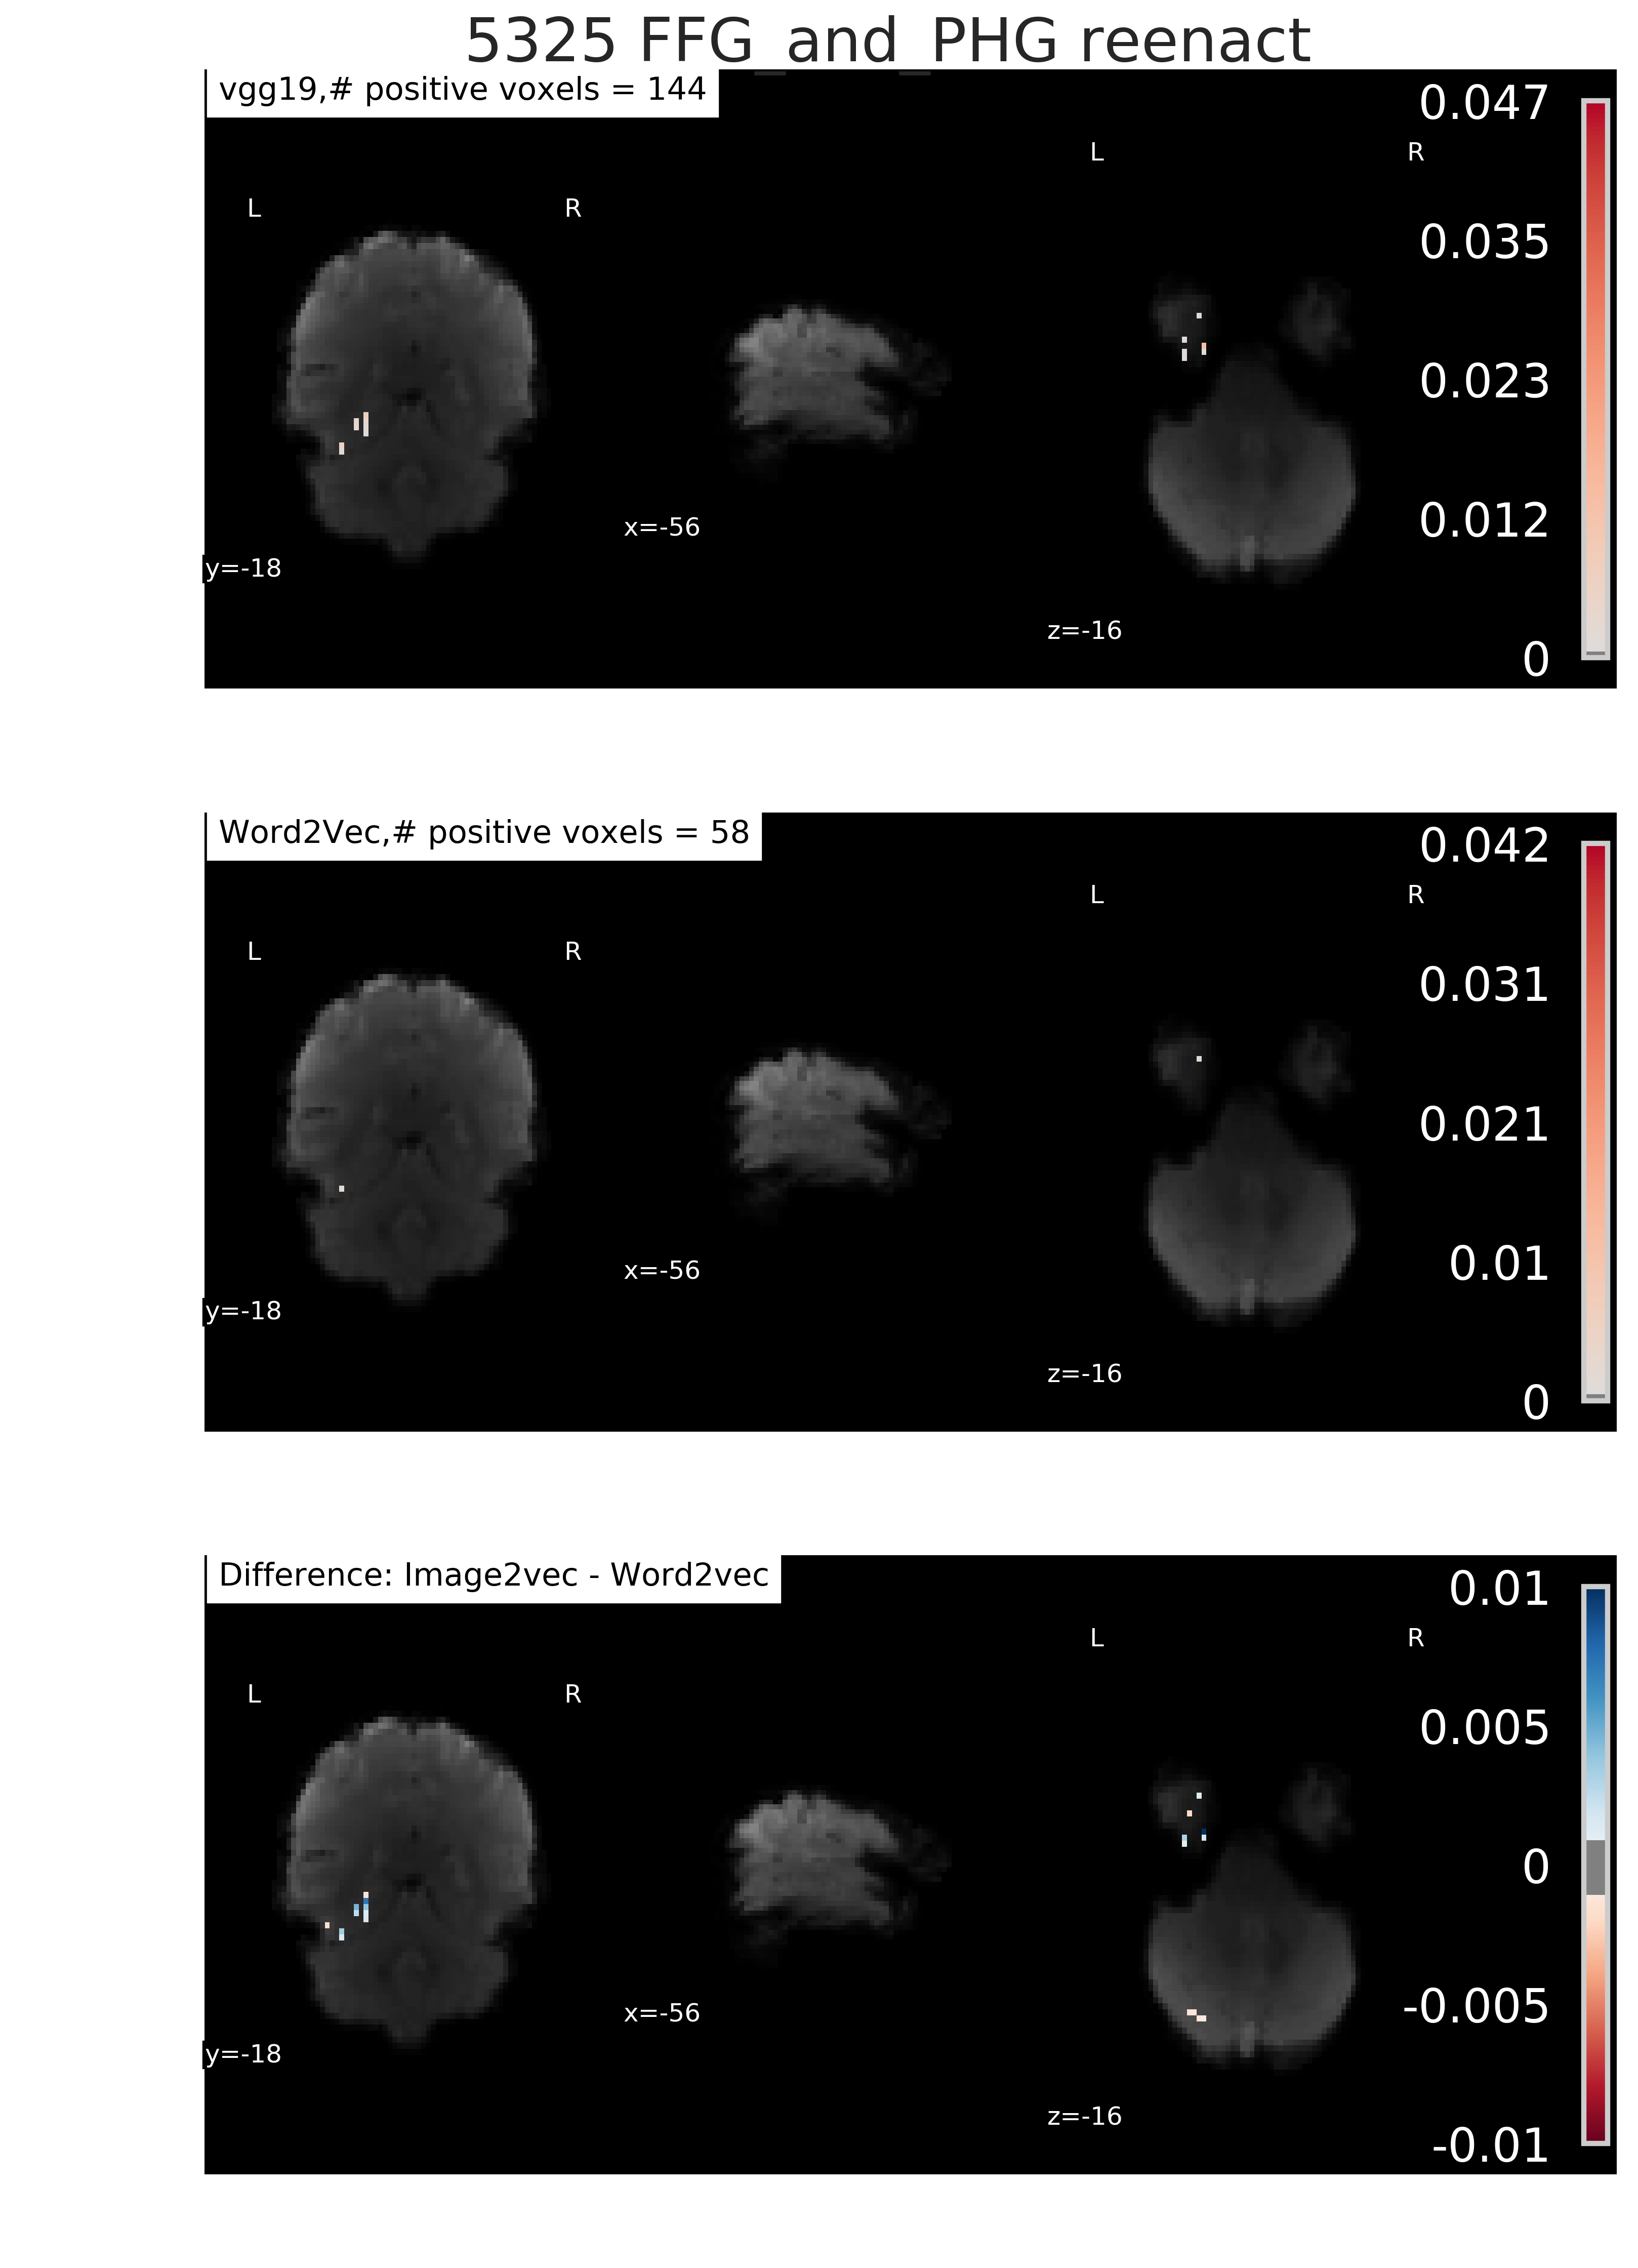 5325 FFG_and_PHG reenact
vgg19,# positive voxels = 144
L R
L R
y=-18
x=-56
z=-16
0.047
0.035
0.023
0.012
0
Word2Vec,# positive voxels = 58
L R
L R
y=-18
x=-56
z=-16
0.042
0.031
0.021
0.01
0
Difference: Image2vec - Word2vec
L R
L R
y=-18
x=-56
z=-16
0.01
0.005
0
-0.005
-0.01